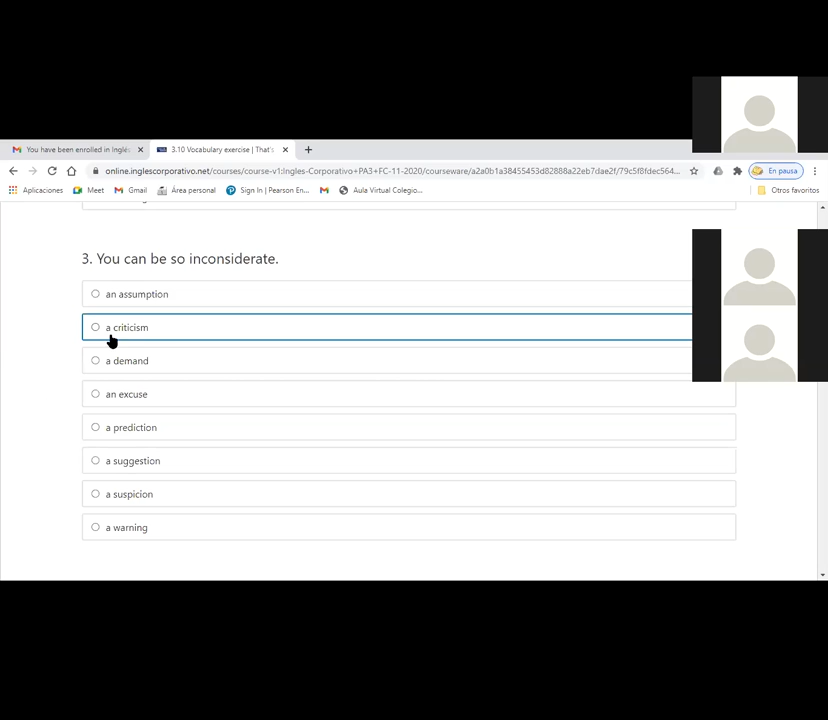 You have been enrolled in Inglés
3.10 Vocabulary exercise | That's
online.inglescorporativo.net/courses/course-v1:Ingles-Corporativo+PA3+FC-11-2020/courseware/a2a0b1a38455453d82888a22eb7dae2f/79c5f8fdec564...
En pausa
Aplicaciones
Meet
Gmail
Área personal
Sign In | Pearson En...
Aula Virtual Colegio...
Otros favoritos
3. You can be so inconsiderate.
an assumption
a criticism
a demand
an excuse
a prediction
a suggestion
a suspicion
a warning